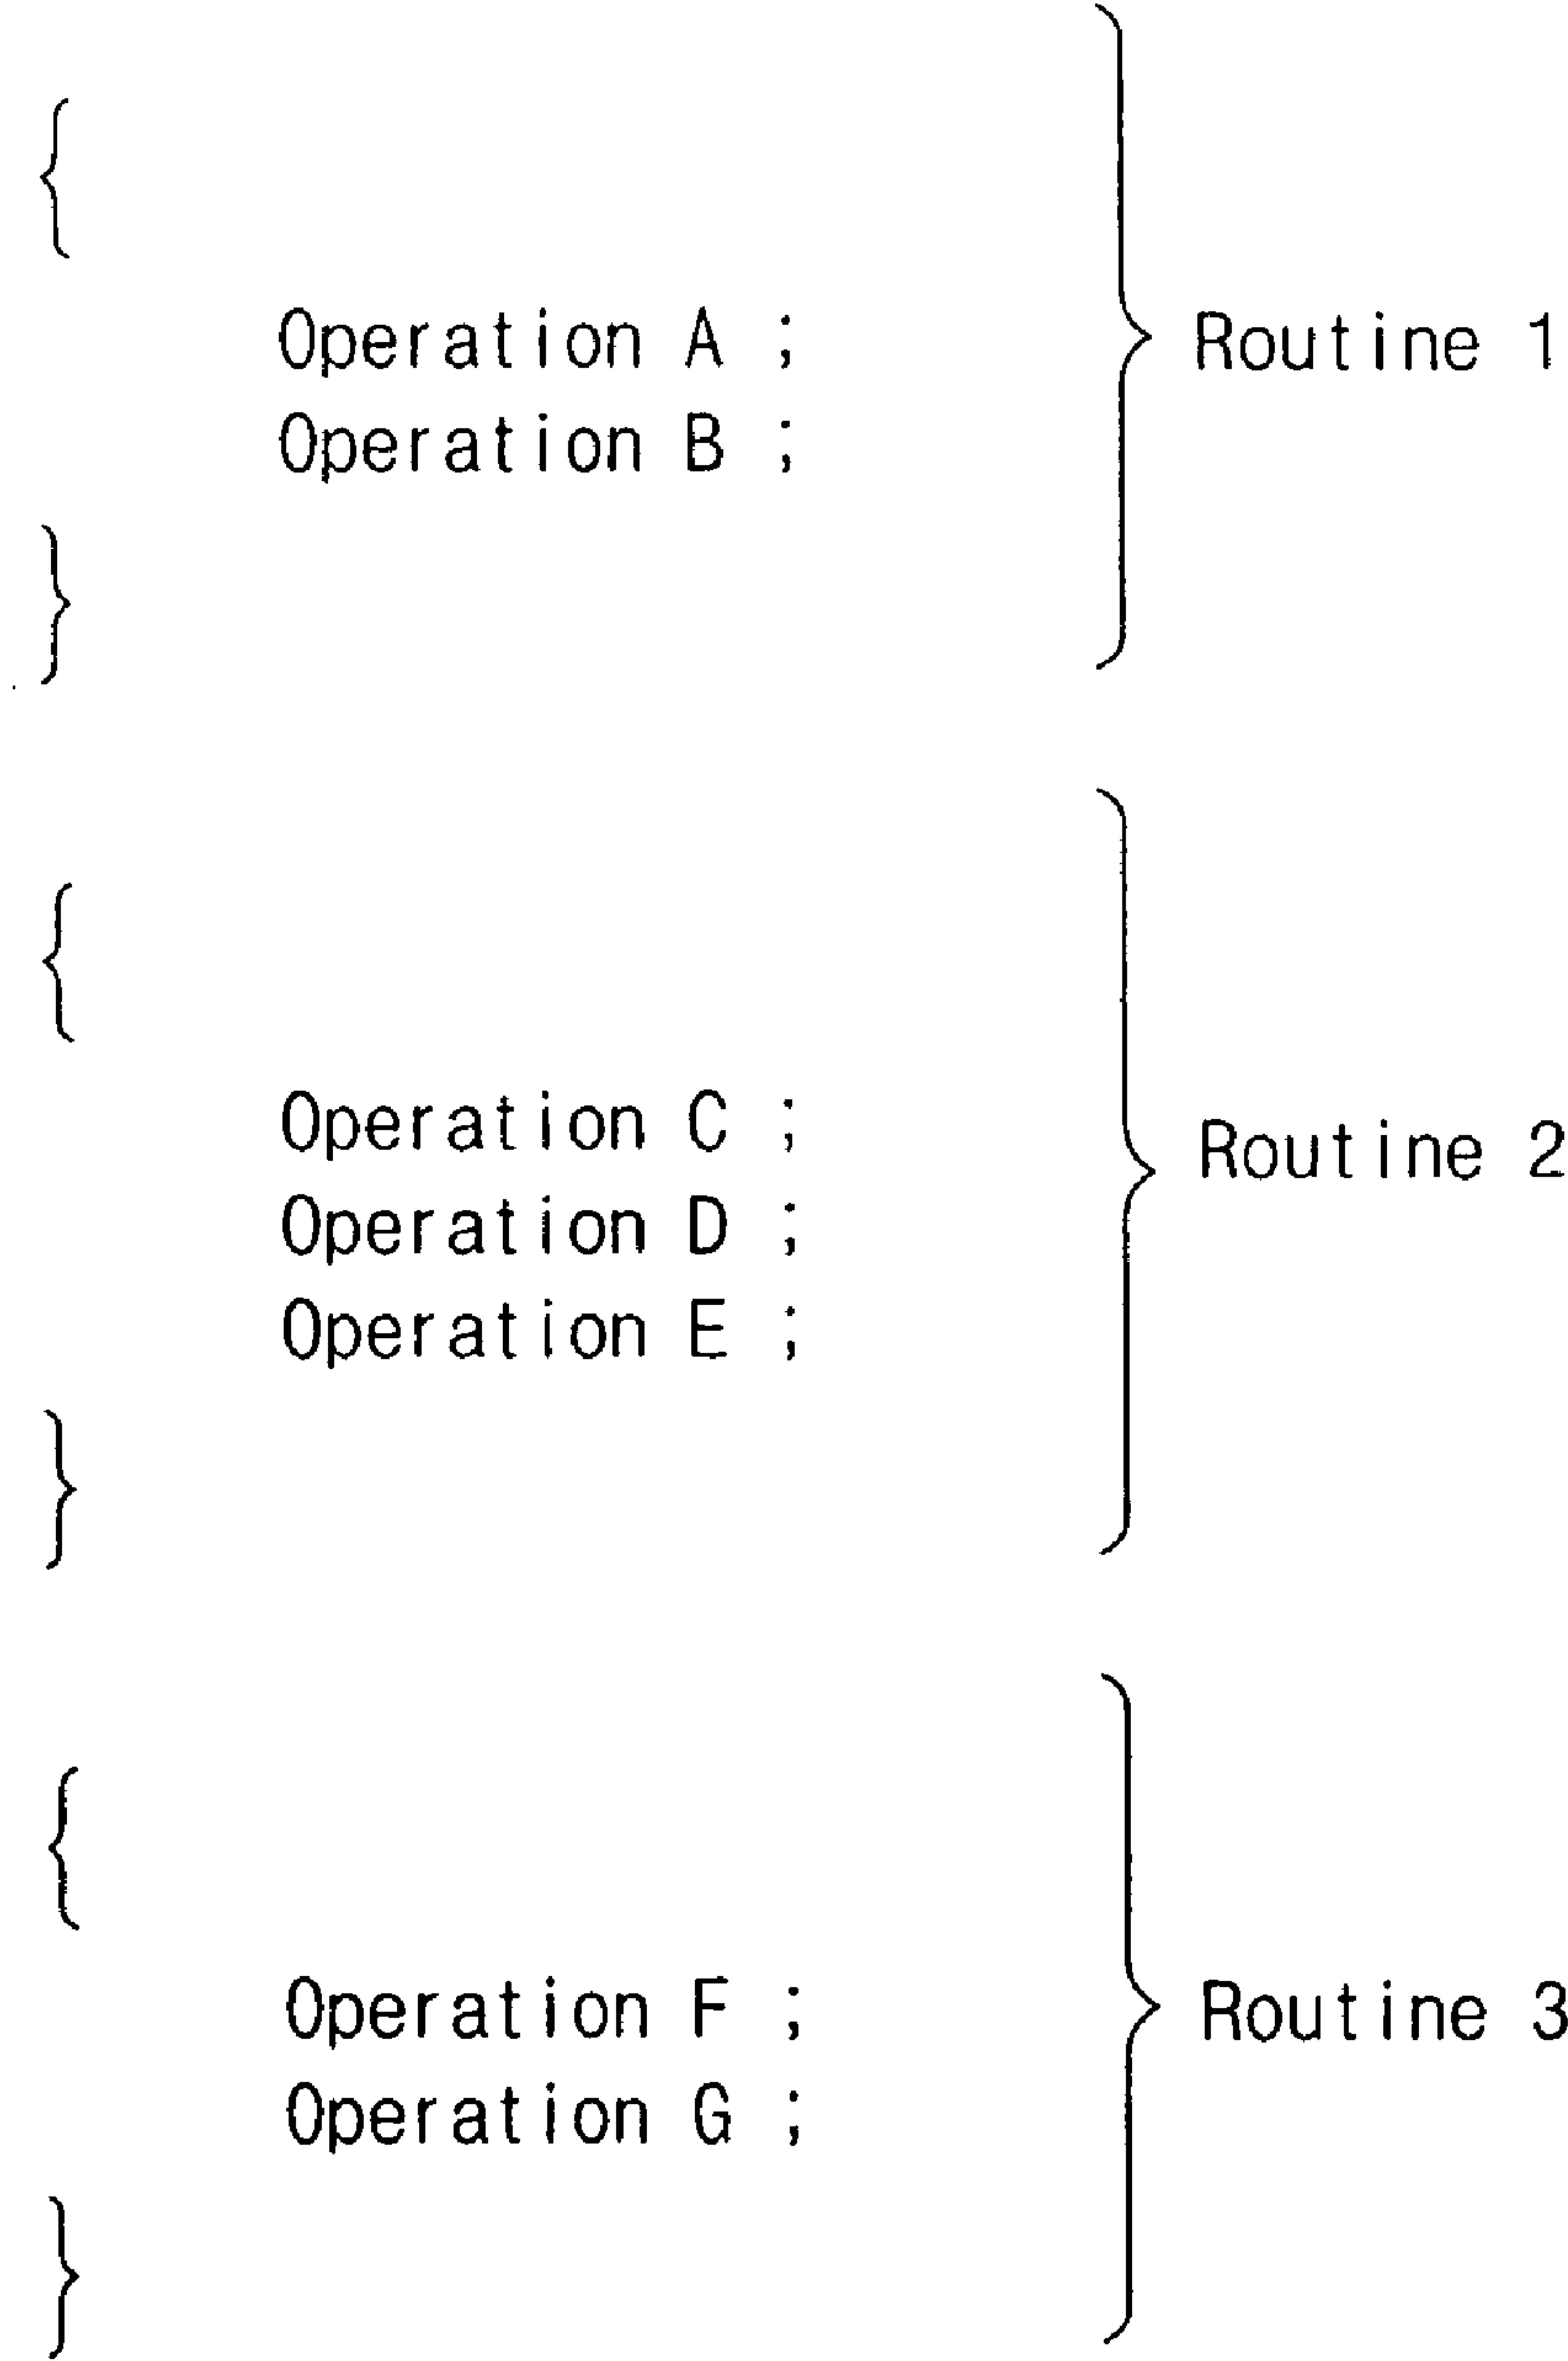 {
Operation A ;
Routine 1
Operation B ;
}
{
Operation C ;
Routine 2
Operation D ;
Operation E ;
}
{
Operation F ;
Routine 3
Operation G ;
}